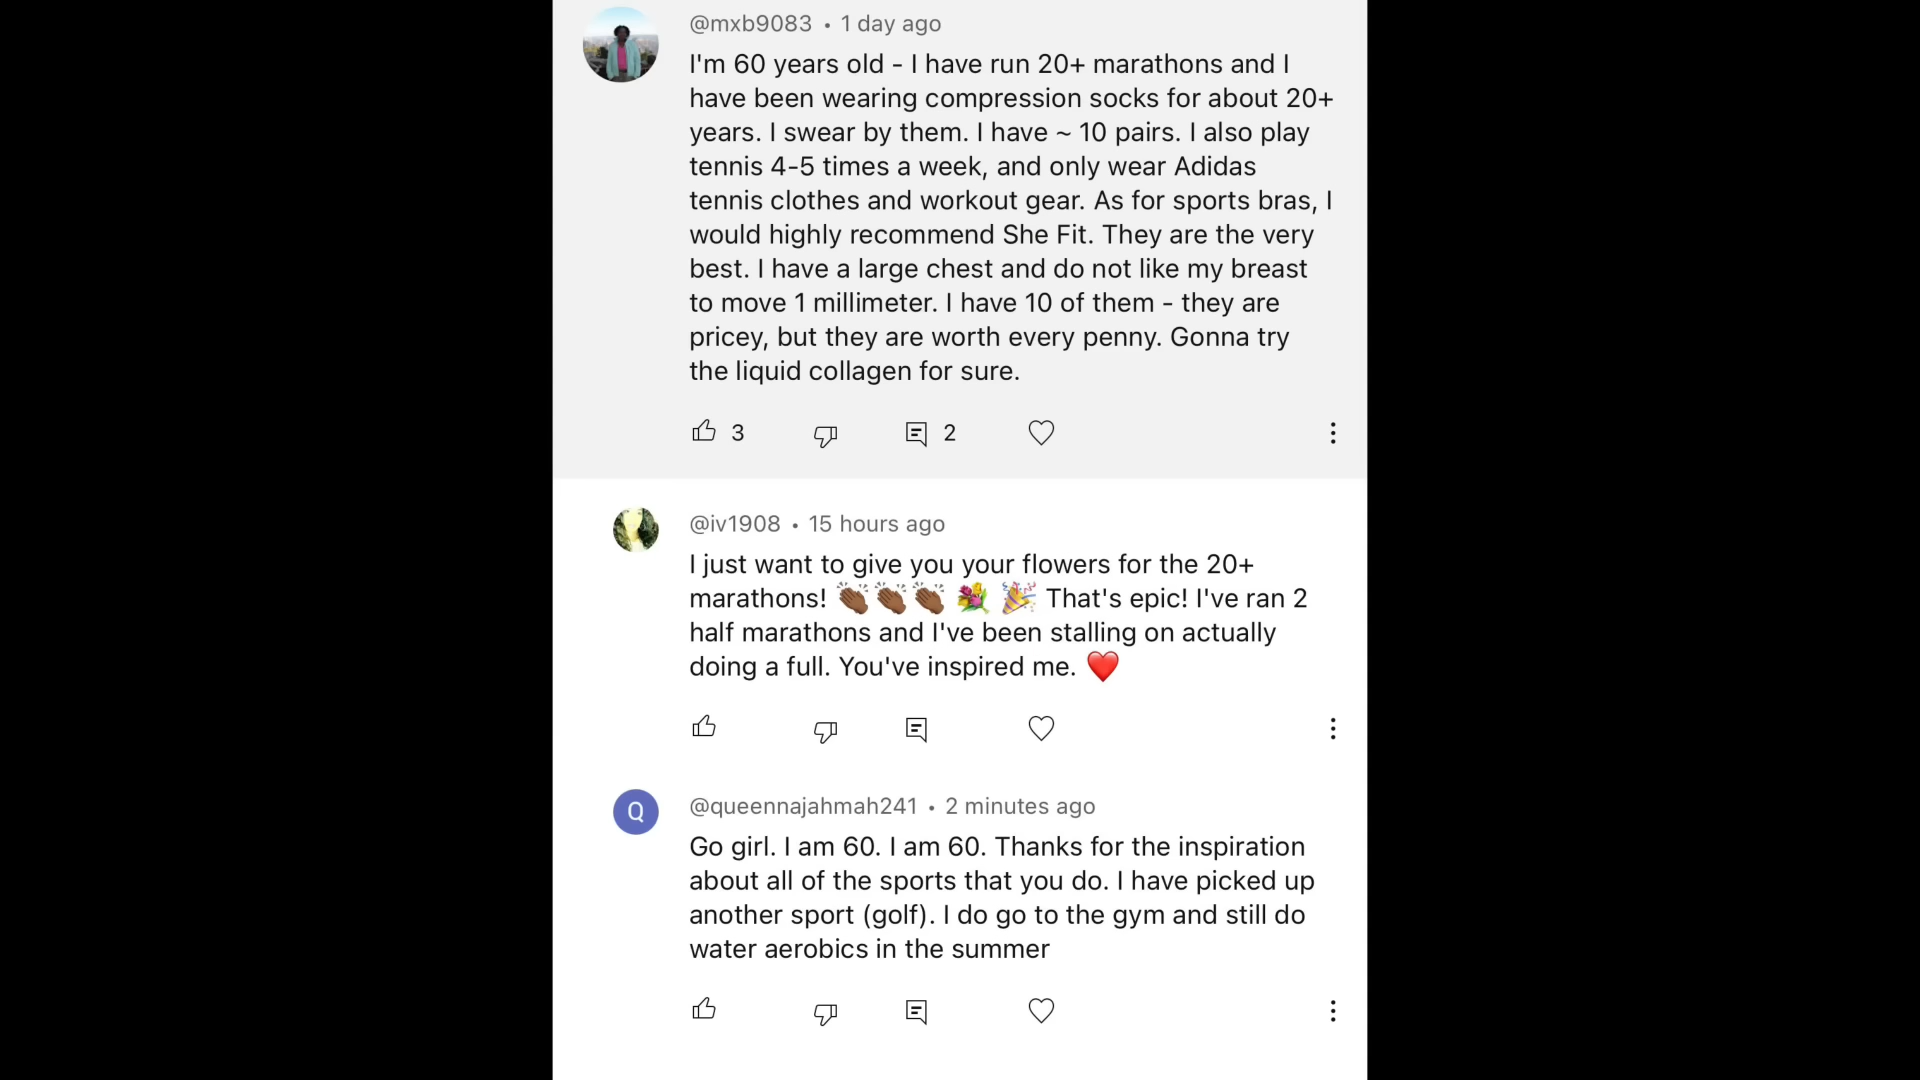 @mxb9083 • 1 day ago
I'm 60 years old - I have run 20+ marathons and I
have been wearing compression socks for about 20+
years. I swear by them. I have ~ 10 pairs. I also play
tennis 4-5 times a week, and only wear Adidas
tennis clothes and workout gear. As for sports bras, I
would highly recommend She Fit. They are the very
best. I have a large chest and do not like my breast
to move 1 millimeter. I have 10 of them - they are
pricey, but they are worth every penny. Gonna try
the liquid collagen for sure.
3 2
@iv1908 • 15 hours ago
I just want to give you your flowers for the 20+
marathons! 👏🏾👏🏾👏🏾 💐 🎉 That's epic! I've ran 2
half marathons and I've been stalling on actually
doing a full. You've inspired me. ❤️
Q
@queennajahmah241 • 2 minutes ago
Go girl. I am 60. I am 60. Thanks for the inspiration
about all of the sports that you do. I have picked up
another sport (golf). I do go to the gym and still do
water aerobics in the summer